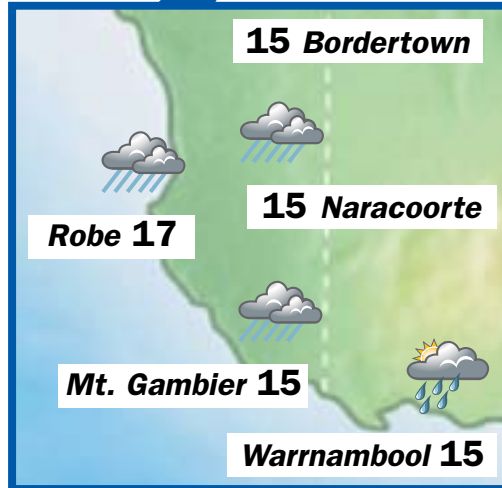 15 Bordertown
15 Naracoorte
Robe 17
Mt. Gambier 15
Warrnambool 15